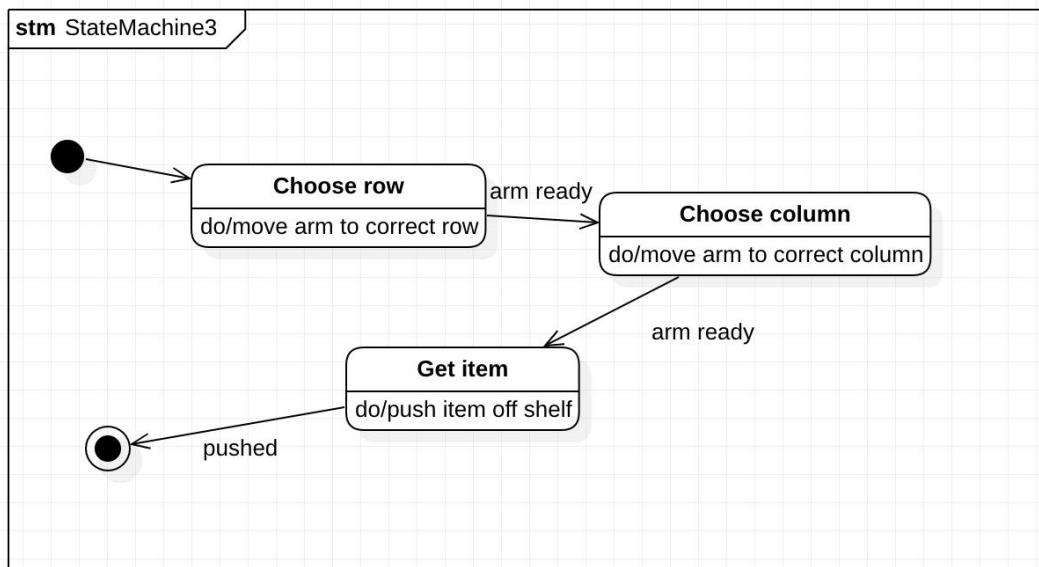 stm StateMachine3
Choose row
do/move arm to correct row
arm ready
Choose column
do/move arm to correct column
arm ready
Get item
do/push item off shelf
pushed